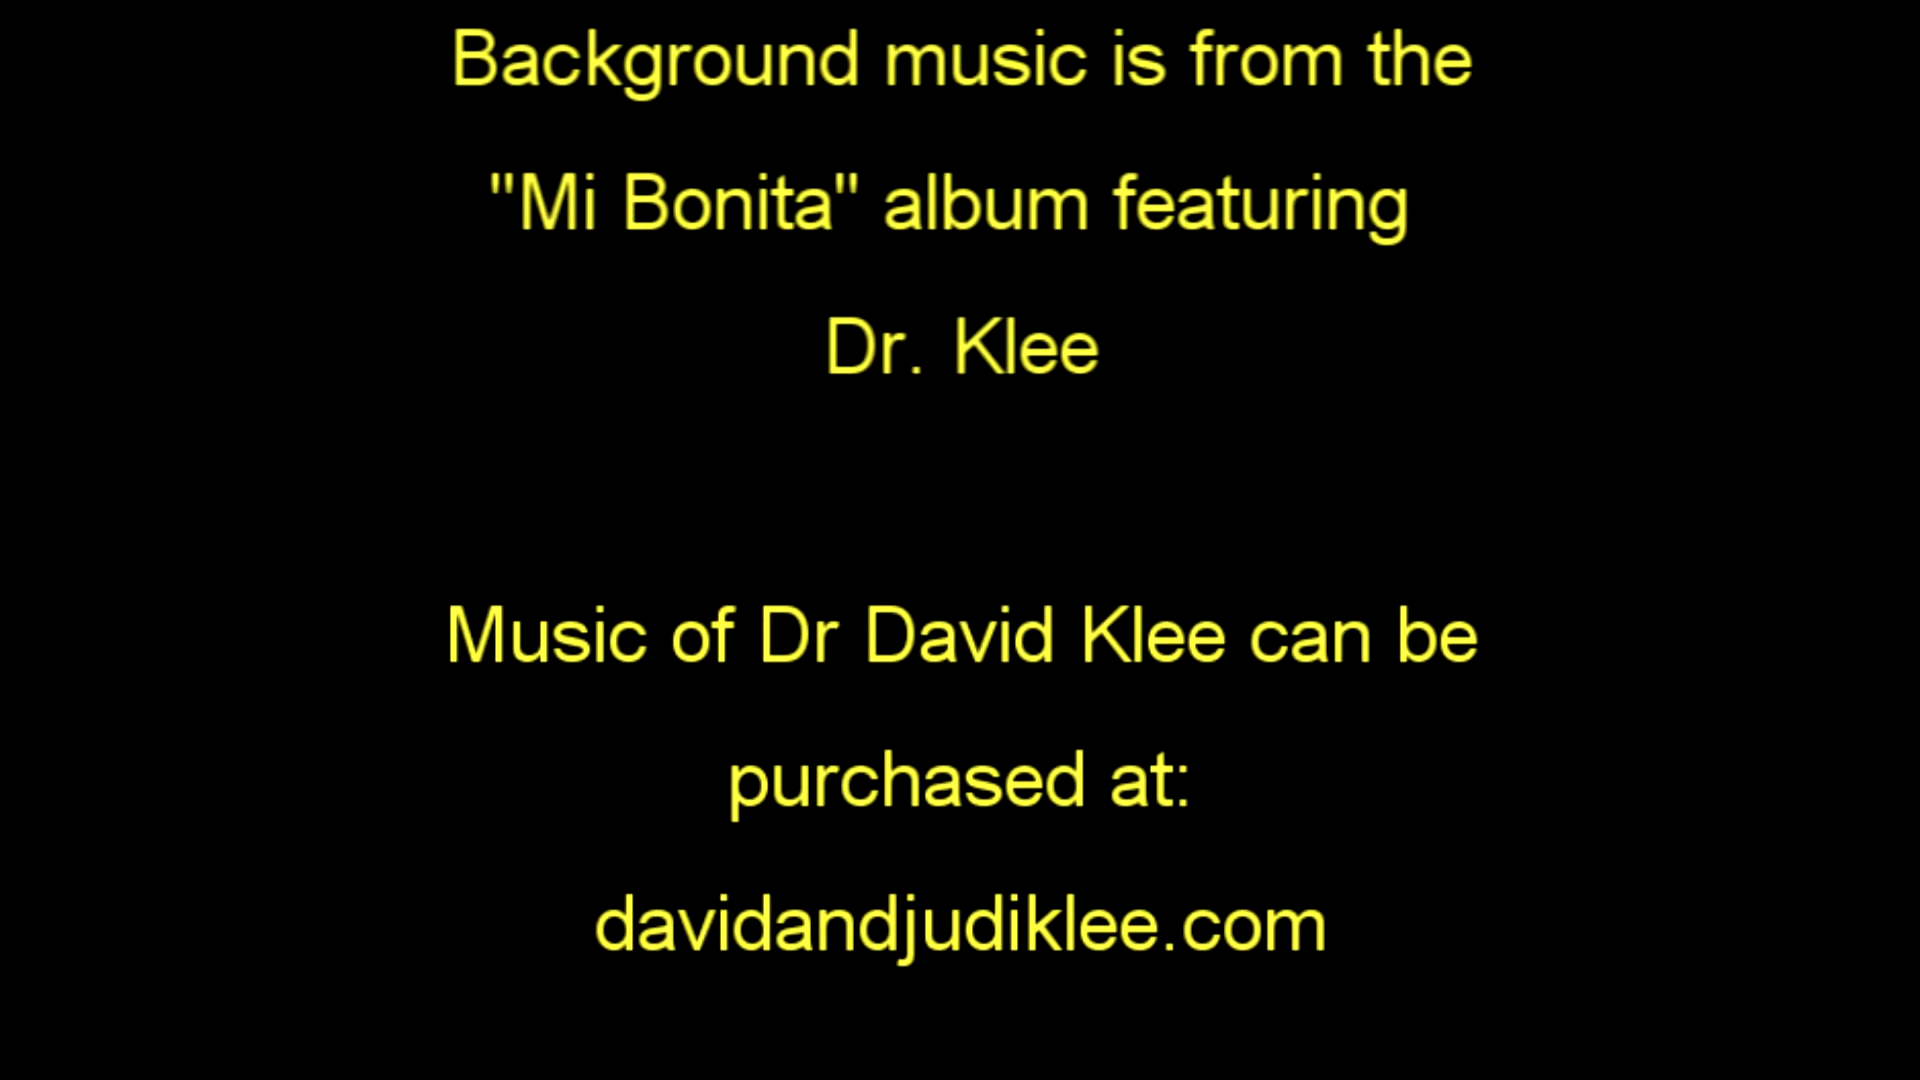 Background music is from the
"Mi Bonita" album featuring
Dr. Klee
Music of Dr David Klee can be
purchased at:
davidandjudiklee.com